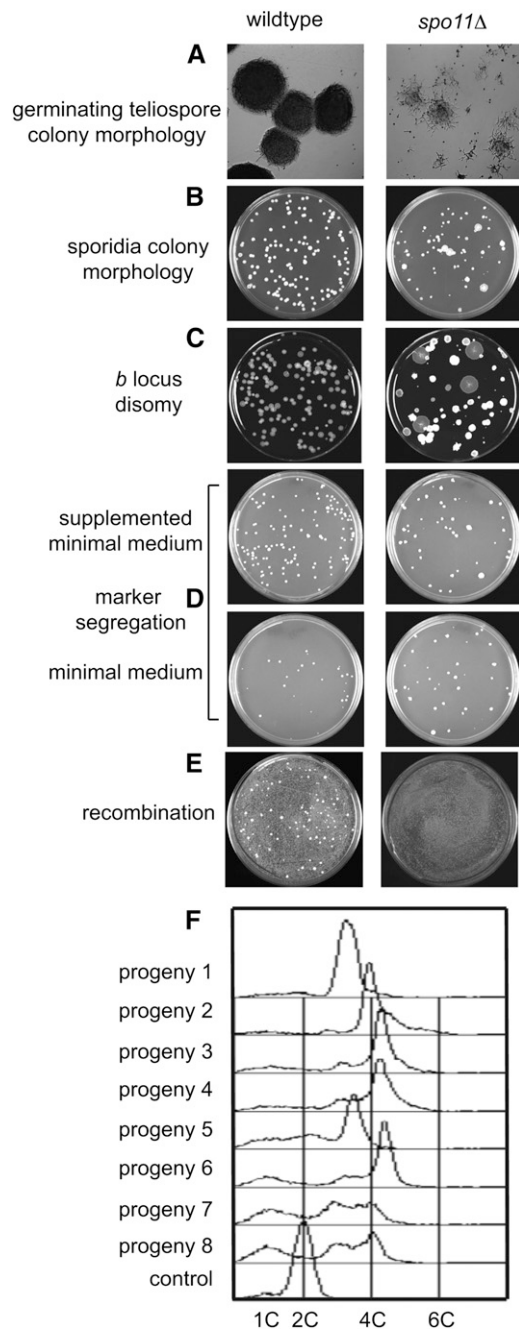 wildtype
spo11Δ
A
germinating teliospore
colony morphology
B
sporidia colony
morphology
C
b locus
disomy
supplemented
minimal medium
marker
segregation
D
minimal medium
E
recombination
F
progeny 1
progeny 2
progeny 3
progeny 4
progeny 5
progeny 6
progeny 7
progeny 8
control
1C 2C 4C 6C